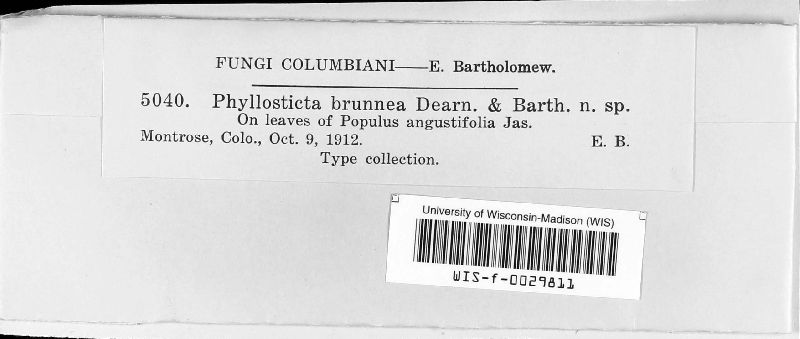 FUNGI COLUMBIANI——E. Bartholomew.
5040. Phyllosticta brunnea Dearn. & Barth. n. sp.
On leaves of Populus angustifolia Jas.
Montrose, Colo., Oct. 9, 1912. E. B.
Type collection.
University of Wisconsin-Madison (WIS)
WIS-f-0029811